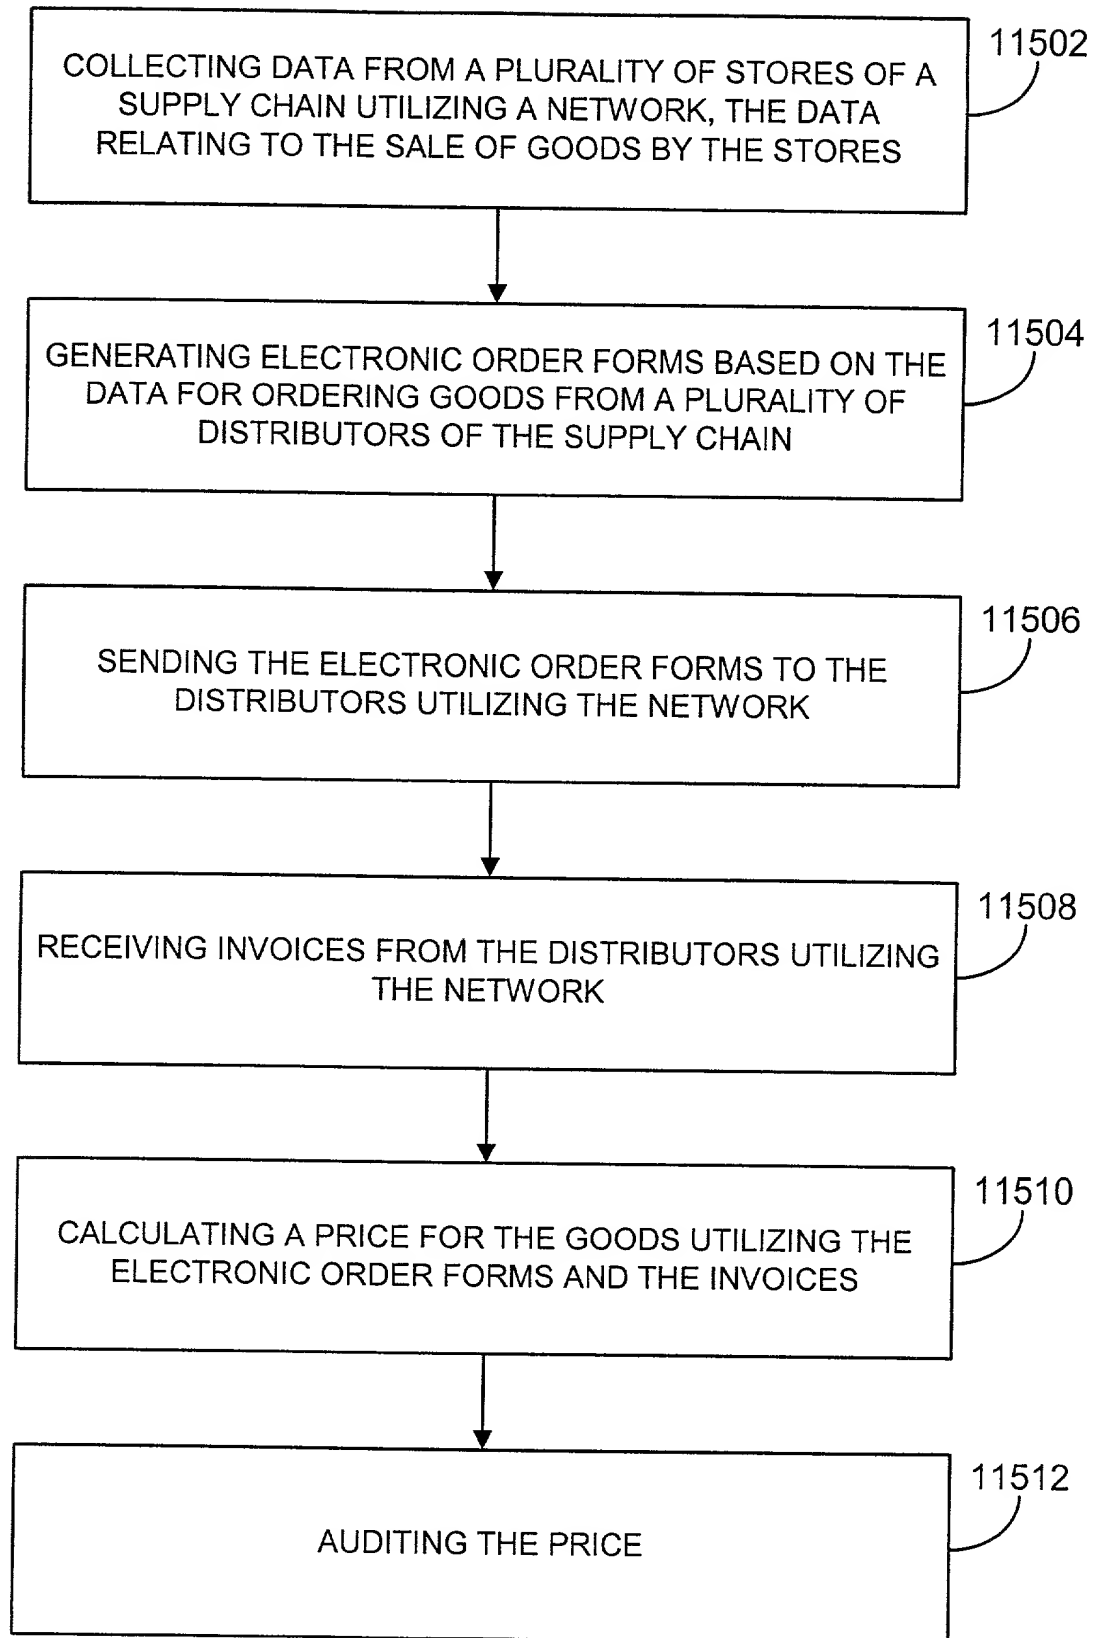 11502
COLLECTING DATA FROM A PLURALITY OF STORES OF A
SUPPLY CHAIN UTILIZING A NETWORK, THE DATA
RELATING TO THE SALE OF GOODS BY THE STORES
11504
GENERATING ELECTRONIC ORDER FORMS BASED ON THE
DATA FOR ORDERING GOODS FROM A PLURALITY OF
DISTRIBUTORS OF THE SUPPLY CHAIN
11506
SENDING THE ELECTRONIC ORDER FORMS TO THE
DISTRIBUTORS UTILIZING THE NETWORK
11508
RECEIVING INVOICES FROM THE DISTRIBUTORS UTILIZING
THE NETWORK
11510
CALCULATING A PRICE FOR THE GOODS UTILIZING THE
ELECTRONIC ORDER FORMS AND THE INVOICES
11512
AUDITING THE PRICE